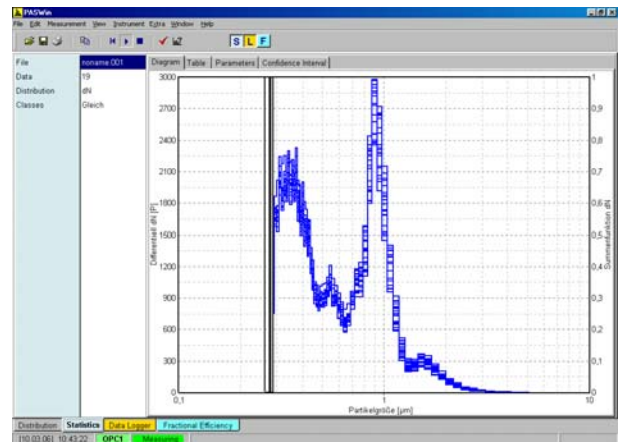 PASWin
File Edit Measurement View Instrument Extra Window Help
S L F
File noname.001
Data 19
Distribution dN
Classes Gleich
Diagram Table Parameters Confidence Interval
3000
2700
2400
2100
1800
1500
1200
900
600
300
0
Differentiell dN [P]
1
0,9
0,8
0,7
0,6
0,5
0,4
0,3
0,2
0,1
0
Summenfunktion dN
0,1 1 10
Partikelgröße [µm]
Distribution Statistics Data Logger Fractional Efficiency
[10.03.06] 10:43:22 OPC1 Measuring